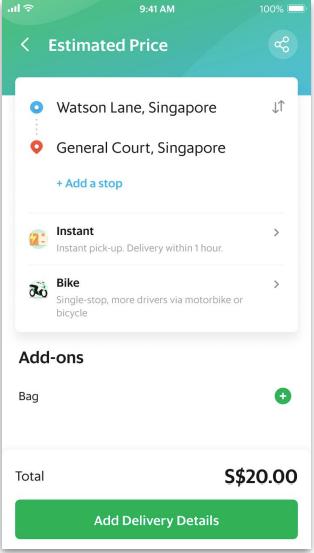 9:41 AM
100%
Estimated Price
Watson Lane, Singapore
General Court, Singapore
+ Add a stop
Instant
Instant pick-up. Delivery within 1 hour.
Bike
Single-stop, more drivers via motorbike or
bicycle
Add-ons
Bag
Total
S$20.00
Add Delivery Details